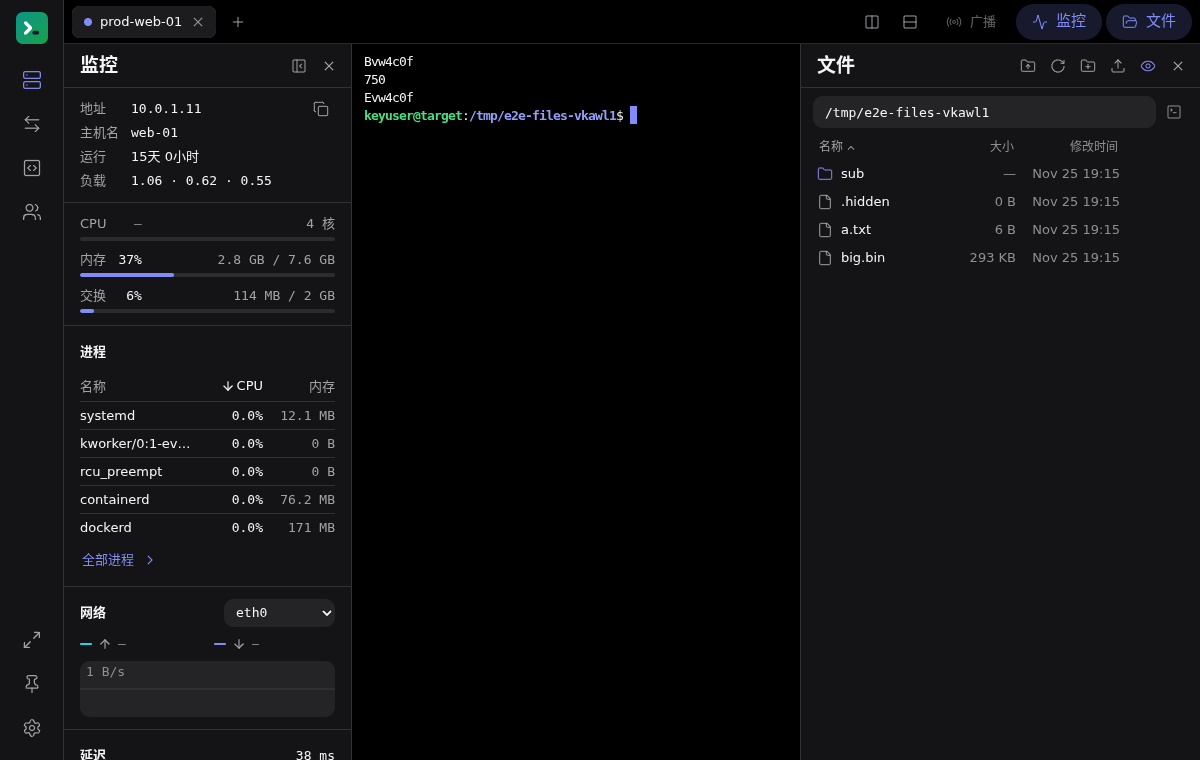 prod-web-01
广播
监控
文件
监控
地址 10.0.1.11
主机名 web-01
运行 15天 0小时
负载 1.06 · 0.62 · 0.55
CPU — 4 核
内存 37% 2.8 GB / 7.6 GB
交换 6% 114 MB / 2 GB
进程
名称 CPU 内存
systemd 0.0% 12.1 MB
kworker/0:1-ev… 0.0% 0 B
rcu_preempt 0.0% 0 B
containerd 0.0% 76.2 MB
dockerd 0.0% 171 MB
全部进程
网络 eth0
— —
1 B/s
延迟 38 ms
Bvw4c0f
750
Evw4c0f
keyuser@target:/tmp/e2e-files-vkawl1$
文件
/tmp/e2e-files-vkawl1
名称 大小 修改时间
sub — Nov 25 19:15
.hidden 0 B Nov 25 19:15
a.txt 6 B Nov 25 19:15
big.bin 293 KB Nov 25 19:15